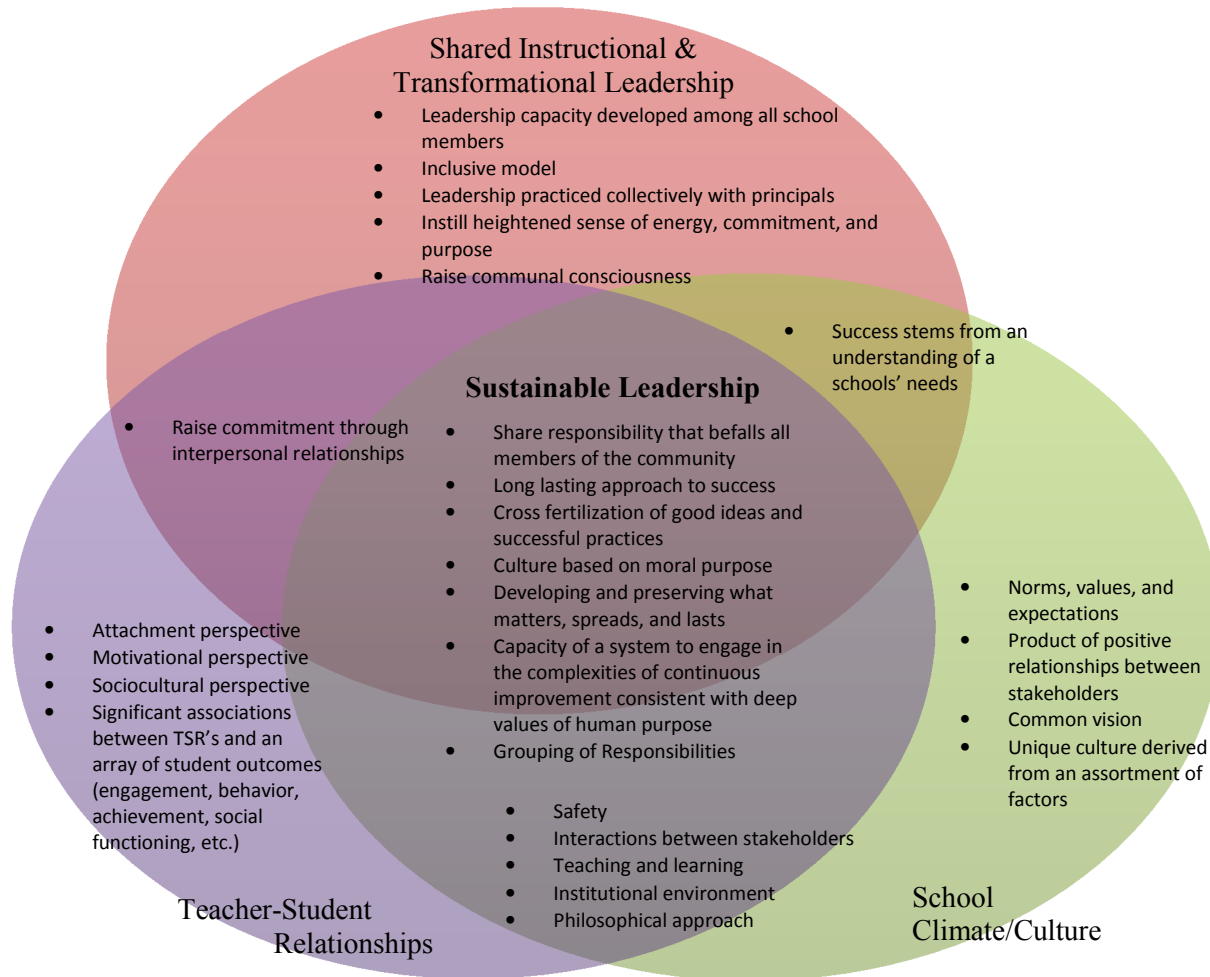 Shared Instructional &
Transformational Leadership
• Leadership capacity developed among all school
members
• Inclusive model
• Leadership practiced collectively with principals
• Instill heightened sense of energy, commitment, and
purpose
• Raise communal consciousness
• Success stems from an
understanding of a
schools' needs
• Raise commitment through
interpersonal relationships
Sustainable Leadership
• Share responsibility that befalls all
members of the community
• Long lasting approach to success
• Cross fertilization of good ideas and
successful practices
• Culture based on moral purpose
• Developing and preserving what
matters, spreads, and lasts
• Capacity of a system to engage in
the complexities of continuous
improvement consistent with deep
values of human purpose
• Grouping of Responsibilities
• Attachment perspective
• Motivational perspective
• Sociocultural perspective
• Significant associations
between TSR's and an
array of student outcomes
(engagement, behavior,
achievement, social
functioning, etc.)
• Norms, values, and
expectations
• Product of positive
relationships between
stakeholders
• Common vision
• Unique culture derived
from an assortment of
factors
• Safety
• Interactions between stakeholders
• Teaching and learning
• Institutional environment
• Philosophical approach
Teacher-Student
Relationships
School
Climate/Culture